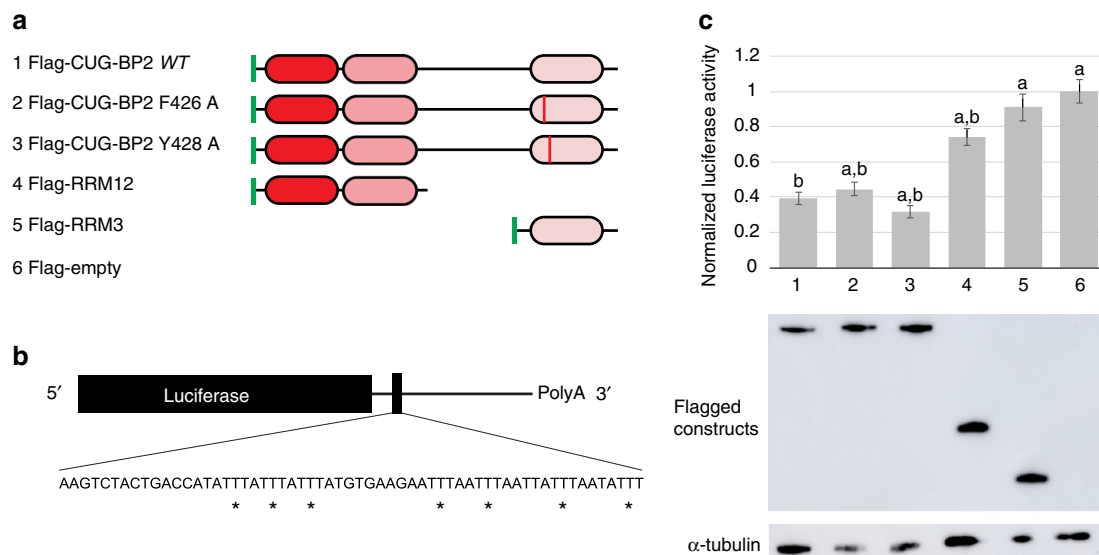 a
1 Flag-CUG-BP2 WT
2 Flag-CUG-BP2 F426 A
3 Flag-CUG-BP2 Y428 A
4 Flag-RRM12
5 Flag-RRM3
6 Flag-empty
b
5′ Luciferase PolyA 3′
AAGTCTACTGACCATATTTATTTATTTATGTGAAGAATTTAATTTAATTATTTAATATTT
* * * * * * *
c
Normalized luciferase activity
1.2
1
0.8
0.6
0.4
0.2
0
b a,b a,b a,b a a
1 2 3 4 5 6
Flagged
constructs
α-tubulin